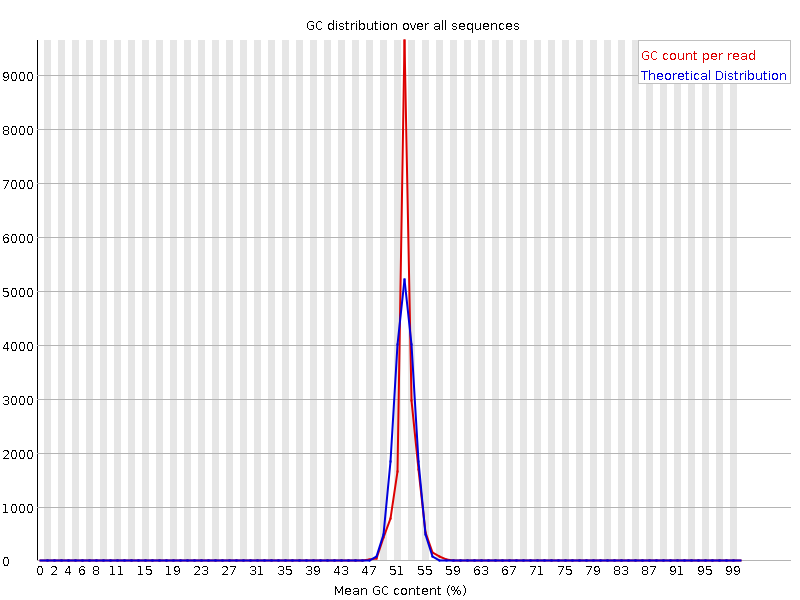 GC distribution over all sequences
GC count per read
Theoretical Distribution
9000
8000
7000
6000
5000
4000
3000
2000
1000
0
0 2 4 6 8 11 15 19 23 27 31 35 39 43 47 51 55 59 63 67 71 75 79 83 87 91 95 99
Mean GC content (%)